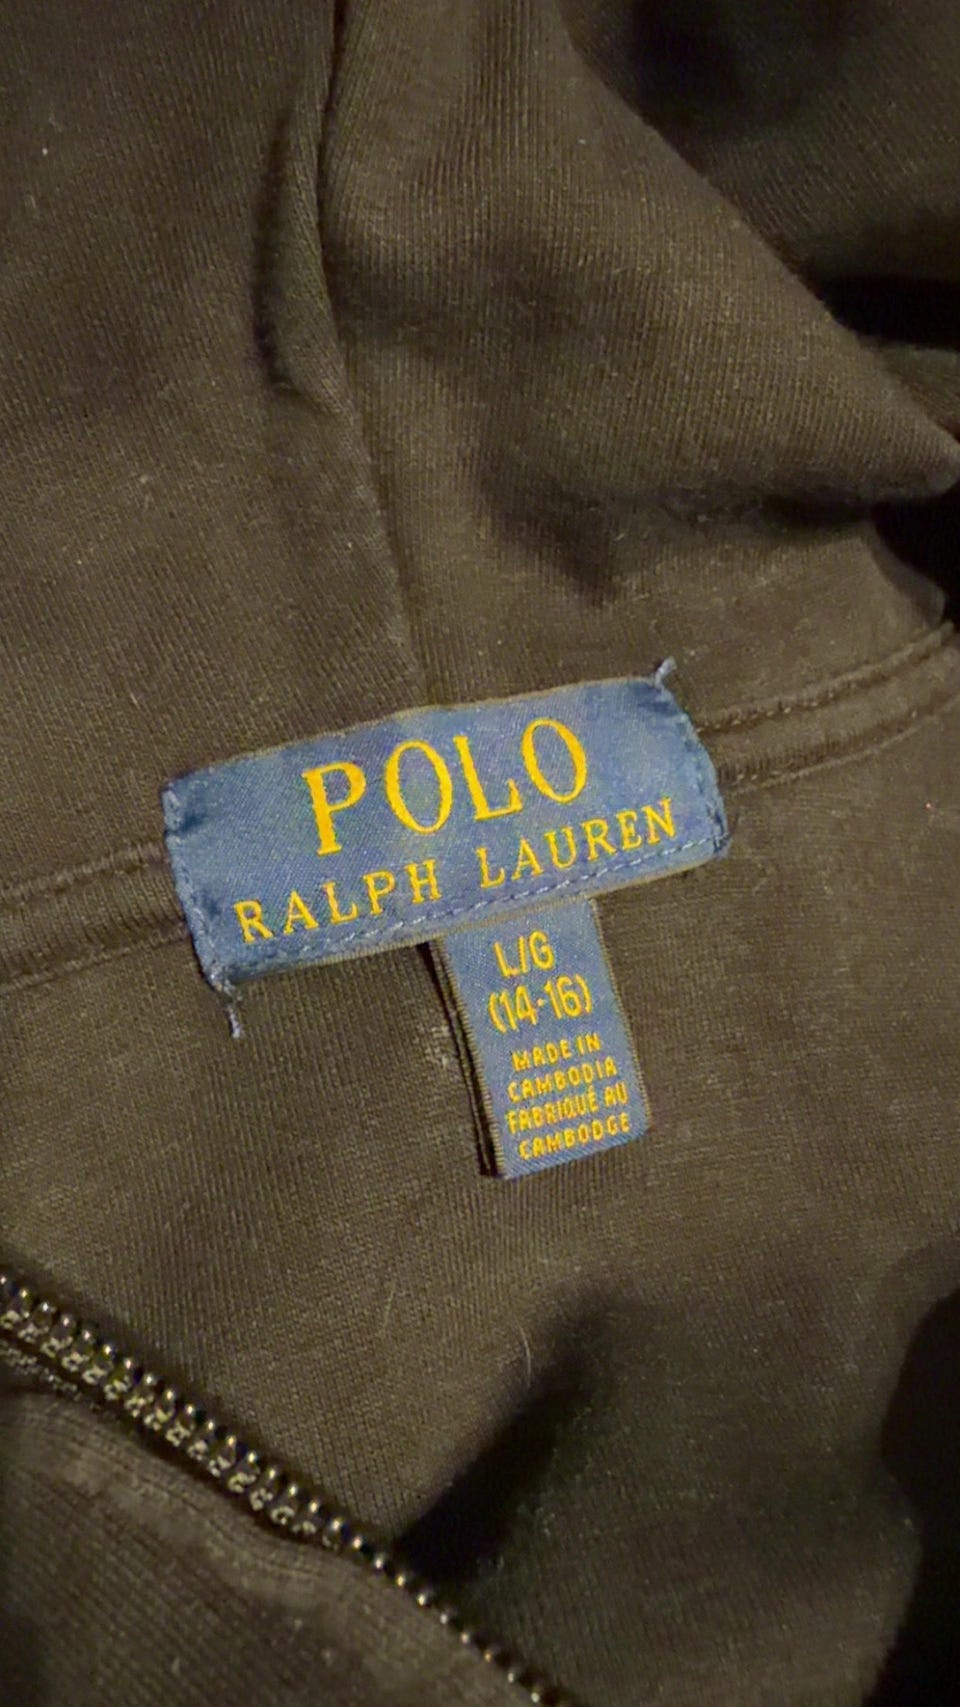 POLO
RALPH LAUREN
L/G
(14-16)
MADE IN
CAMBODIA
FABRIQUÉ AU
CAMBODGE